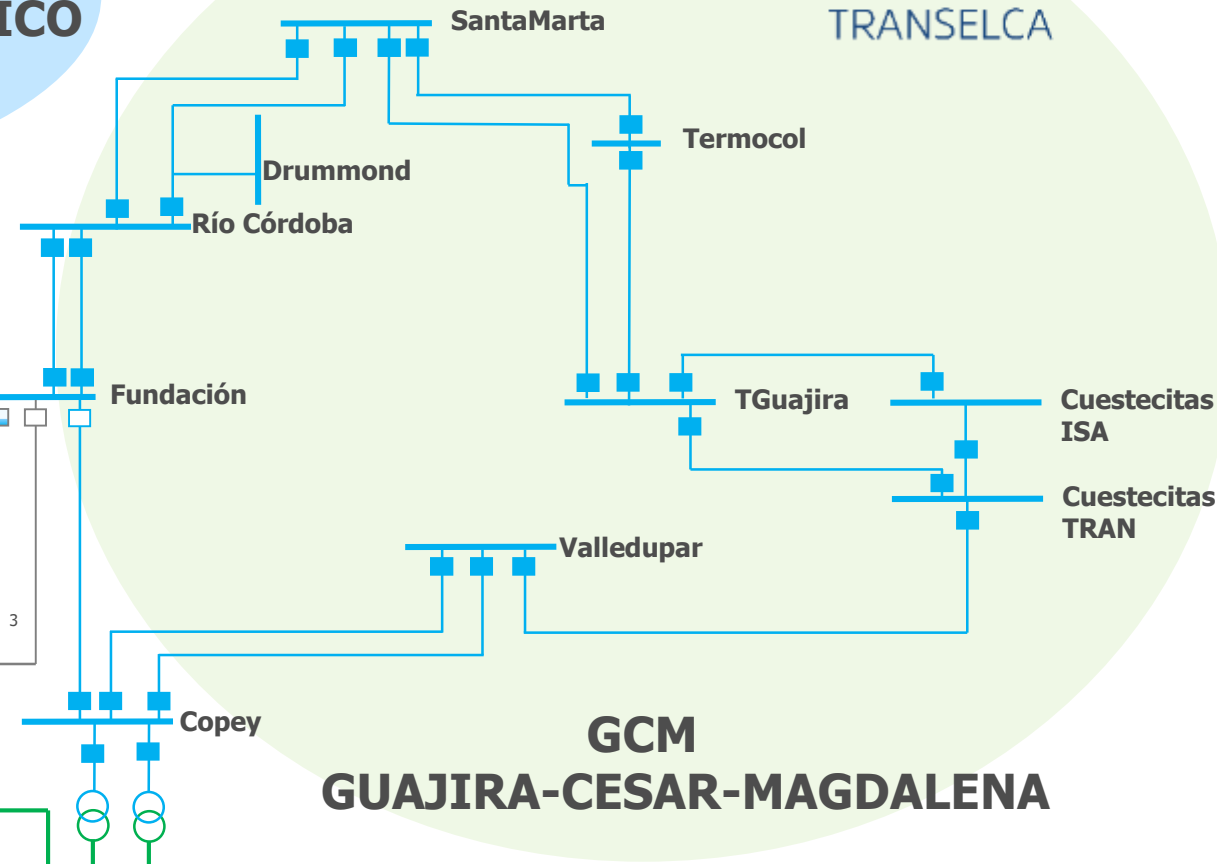 ICO
SantaMarta
TRANSELCA
Termocol
Drummond
Río Córdoba
Fundación
TGuajira
Cuestecitas
ISA
Cuestecitas
TRAN
Valledupar
3
Copey
GCM
GUAJIRA-CESAR-MAGDALENA